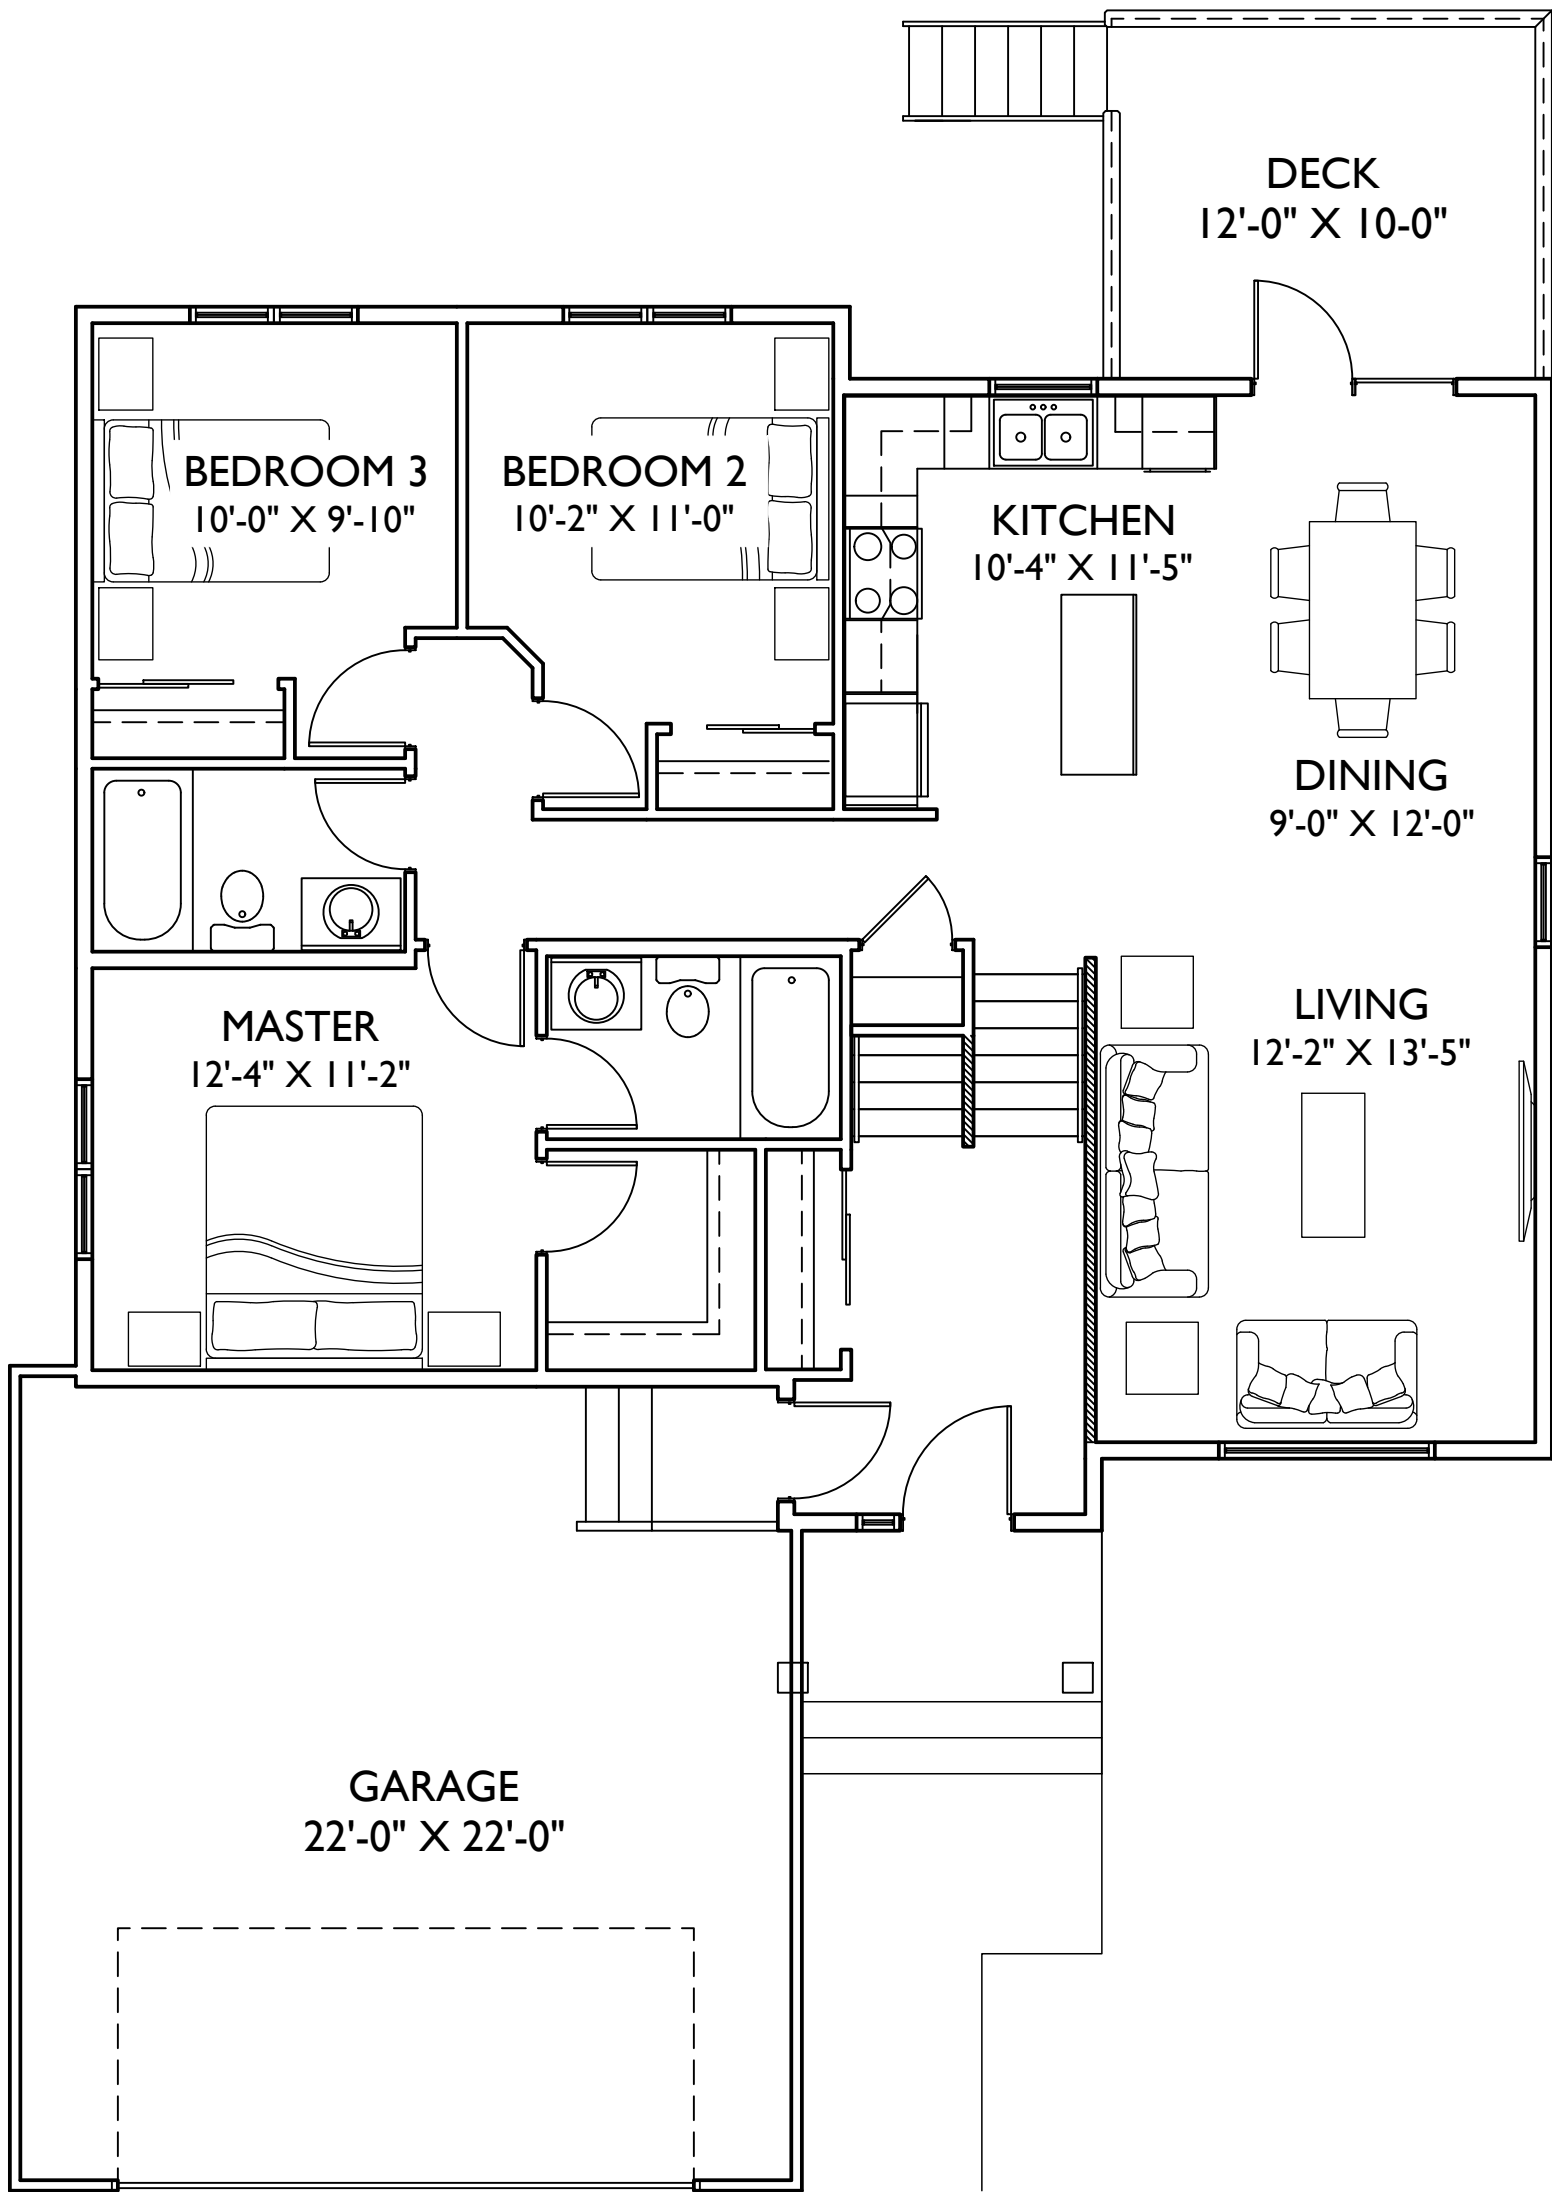 DECK
12'-0" X 10-0"
BEDROOM 3
10'-0" X 9'-10"
BEDROOM 2
10'-2" X 11'-0"
KITCHEN
10'-4" X 11'-5"
DINING
9'-0" X 12'-0"
MASTER
12'-4" X 11'-2"
LIVING
12'-2" X 13'-5"
GARAGE
22'-0" X 22'-0"